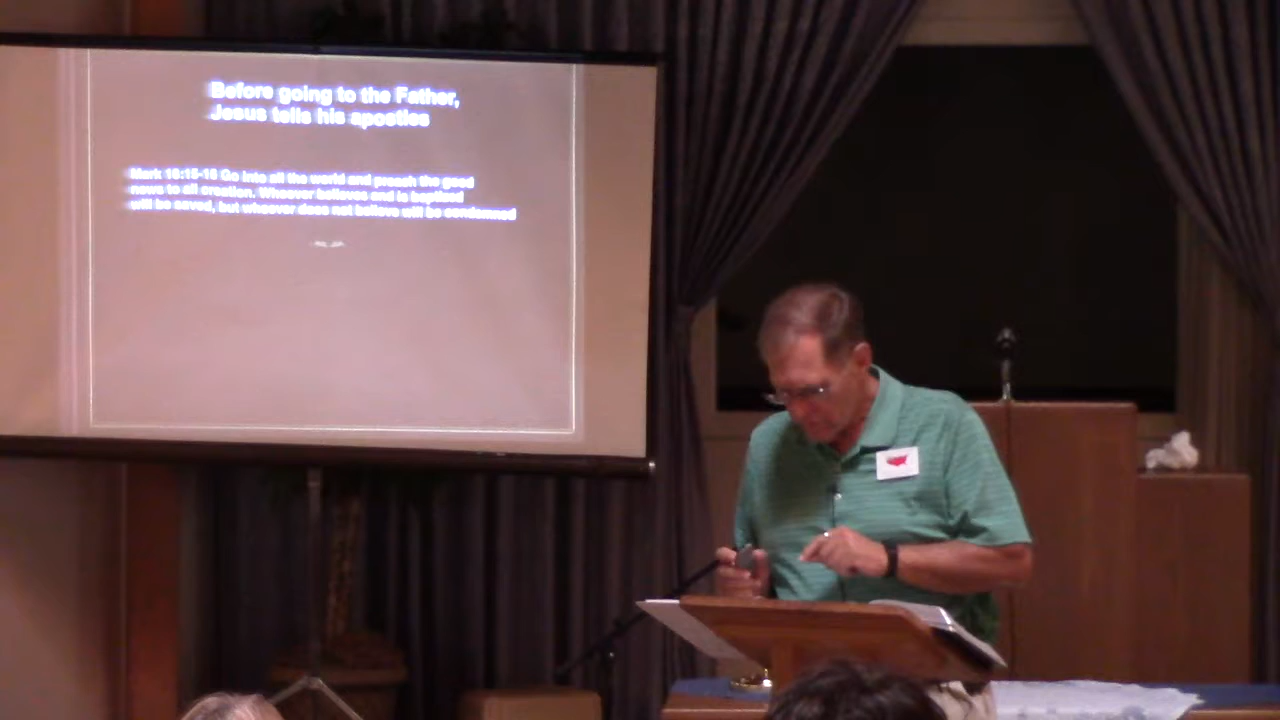 Before going to the Father,
Jesus tells his apostles
Mark 16:15-16 Go into all the world and preach the good
news to all creation. Whoever believes and is baptized
will be saved, but whoever does not believe will be condemned